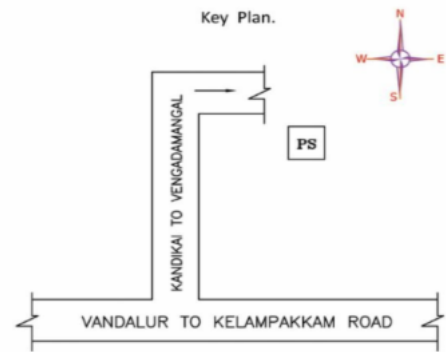 Key Plan.
N
W E
S
PS
KANDIKAI TO VENGADAMANGAL
VANDALUR TO KELAMPAKKAM ROAD